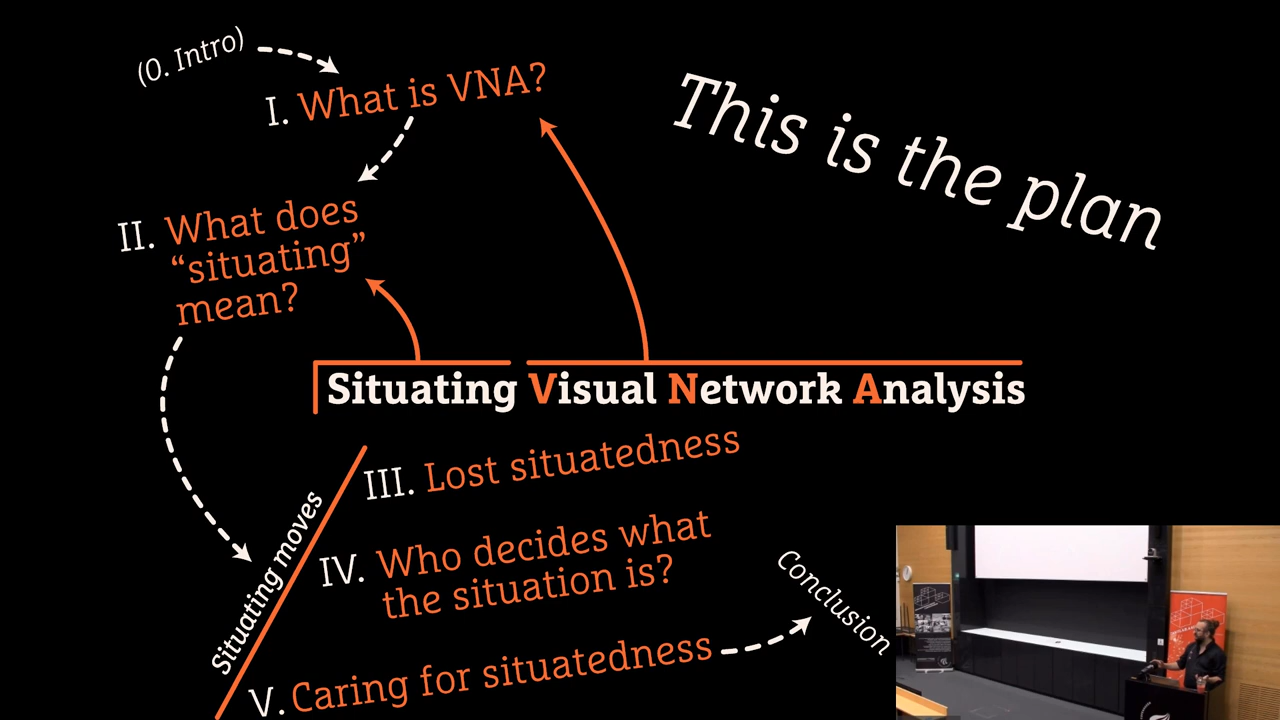 (0. Intro)
I. What is VNA?
This is the plan
II. What does
“situating”
mean?
Situating Visual Network Analysis
Situating moves
III. Lost situatedness
IV. Who decides what
the situation is?
V. Caring for situatedness
Conclusion